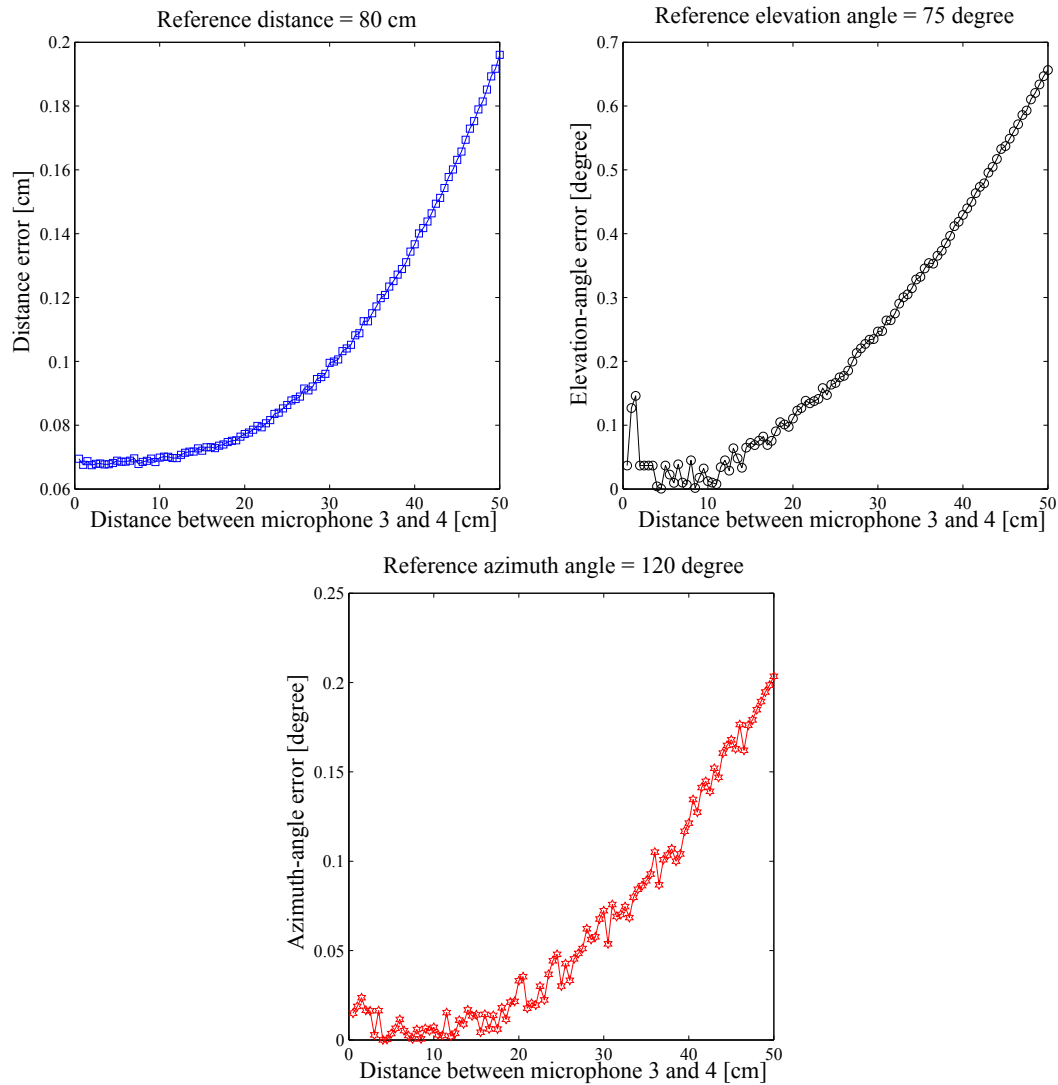 Reference distance = 80 cm
0.2
0.18
0.16
0.14
0.12
0.1
0.08
0.06
Distance error [cm]
0 10 20 30 40 50
Distance between microphone 3 and 4 [cm]
Reference elevation angle = 75 degree
0.7
0.6
0.5
0.4
0.3
0.2
0.1
0
Elevation-angle error [degree]
0 10 20 30 40 50
Distance between microphone 3 and 4 [cm]
Reference azimuth angle = 120 degree
0.25
0.2
0.15
0.1
0.05
0
Azimuth-angle error [degree]
0 10 20 30 40 50
Distance between microphone 3 and 4 [cm]